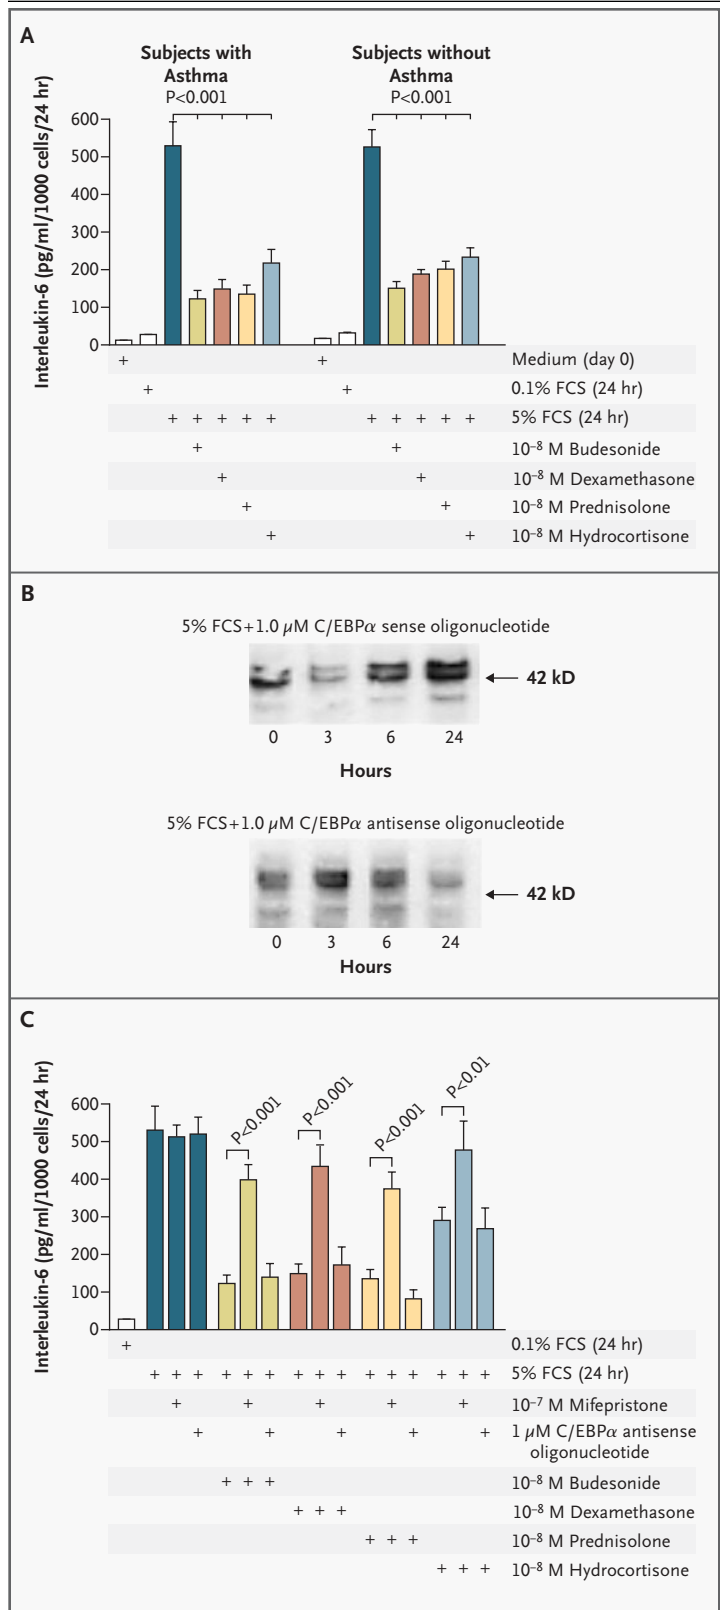 A
Subjects with
Asthma
P<0.001
Subjects without
Asthma
P<0.001
Interleukin-6 (pg/ml/1000 cells/24 hr)
600
500
400
300
200
100
0
+ + Medium (day 0)
+ + 0.1% FCS (24 hr)
+ + + + + + + + + + 5% FCS (24 hr)
+ + 10⁻⁸ M Budesonide
+ + 10⁻⁸ M Dexamethasone
+ + 10⁻⁸ M Prednisolone
+ + 10⁻⁸ M Hydrocortisone
B
5% FCS+1.0 µM C/EBPα sense oligonucleotide
42 kD
0 3 6 24
Hours
5% FCS+1.0 µM C/EBPα antisense oligonucleotide
42 kD
0 3 6 24
Hours
C
Interleukin-6 (pg/ml/1000 cells/24 hr)
600
500
400
300
200
100
0
P<0.001
P<0.001
P<0.001
P<0.01
+ 0.1% FCS (24 hr)
+ + + + + + + + + + + + + + + 5% FCS (24 hr)
+ + + + + 10⁻⁷ M Mifepristone
+ + + + + 1 µM C/EBPα antisense
oligonucleotide
+ + + 10⁻⁸ M Budesonide
+ + + 10⁻⁸ M Dexamethasone
+ + + 10⁻⁸ M Prednisolone
+ + + 10⁻⁸ M Hydrocortisone